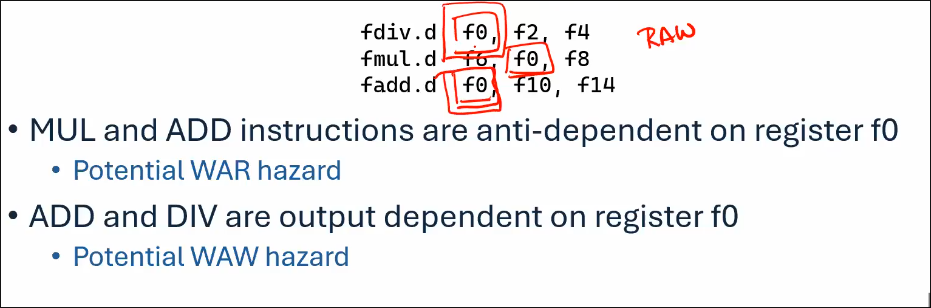 fdiv.d f0, f2, f4
RAW
fmul.d f6, f0, f8
fadd.d f0, f10, f14
• MUL and ADD instructions are anti-dependent on register f0
• Potential WAR hazard
• ADD and DIV are output dependent on register f0
• Potential WAW hazard